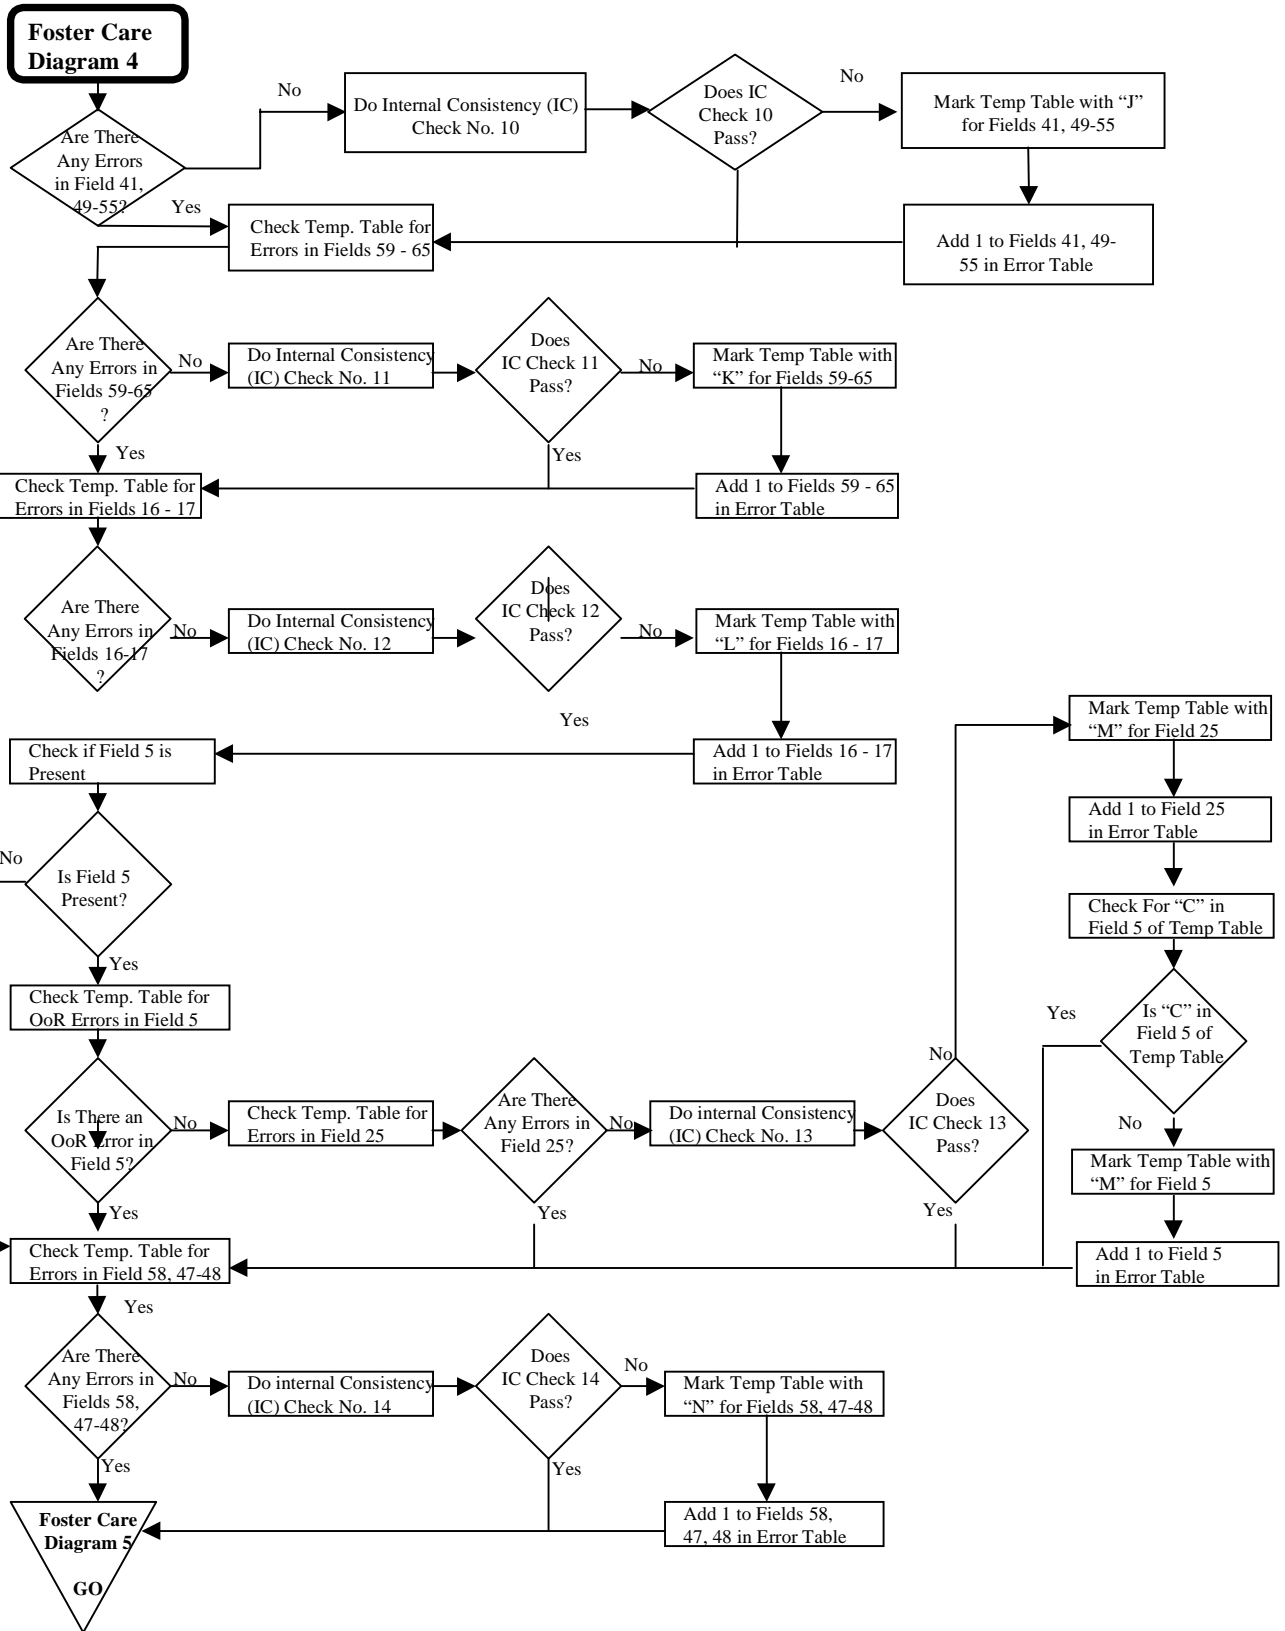 Foster Care
Diagram 4
Are There
Any Errors
in Field 41,
49-55?
No
Do Internal Consistency (IC)
Check No. 10
Does IC
Check 10
Pass?
No
Mark Temp Table with “J”
for Fields 41, 49-55
Yes
Check Temp. Table for
Errors in Fields 59 - 65
Add 1 to Fields 41, 49-
55 in Error Table
Are There
Any Errors in
Fields 59-65
?
No
Do Internal Consistency
(IC) Check No. 11
Does
IC Check 11
Pass?
No
Mark Temp Table with
“K” for Fields 59-65
Yes
Yes
Check Temp. Table for
Errors in Fields 16 - 17
Add 1 to Fields 59 - 65
in Error Table
Are There
Any Errors in
Fields 16-17
?
No
Do Internal Consistency
(IC) Check No. 12
Does
IC Check 12
Pass?
No
Mark Temp Table with
“L” for Fields 16 - 17
Yes
Check if Field 5 is
Present
Add 1 to Fields 16 - 17
in Error Table
Mark Temp Table with
“M” for Field 25
Add 1 to Field 25
in Error Table
No
Is Field 5
Present?
Check For “C” in
Field 5 of Temp Table
Yes
Check Temp. Table for
OoR Errors in Field 5
Yes
Is “C” in
Field 5 of
Temp Table
Is There an
OoR Error in
Field 5?
No
Check Temp. Table for
Errors in Field 25
Are There
Any Errors in
Field 25?
No
Do internal Consistency
(IC) Check No. 13
No
Does
IC Check 13
Pass?
No
Mark Temp Table with
“M” for Field 5
Yes
Yes
Yes
Check Temp. Table for
Errors in Field 58, 47-48
Add 1 to Field 5
in Error Table
Yes
Are There
Any Errors in
Fields 58,
47-48?
No
Do internal Consistency
(IC) Check No. 14
Does
IC Check 14
Pass?
No
Mark Temp Table with
“N” for Fields 58, 47-48
Yes
Yes
Foster Care
Diagram 5
GO
Add 1 to Fields 58,
47, 48 in Error Table